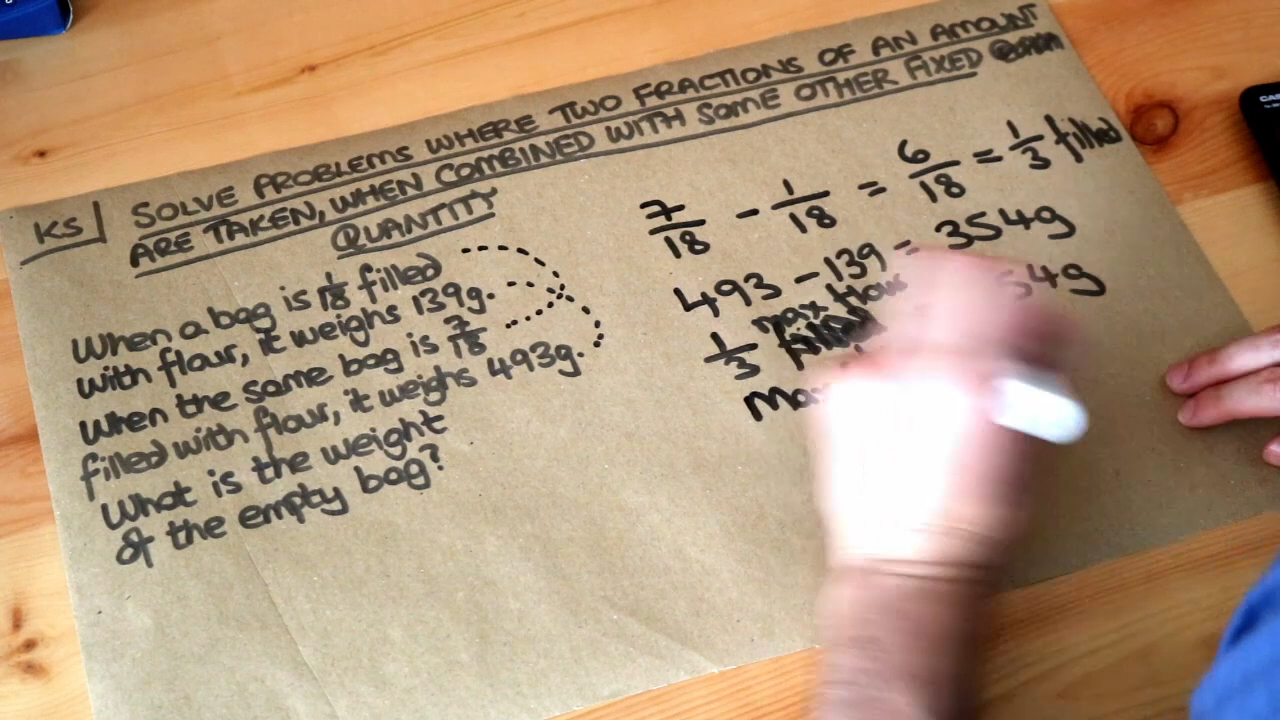 KS
SOLVE PROBLEMS WHERE TWO FRACTIONS OF AN AMOUNT
ARE TAKEN, WHEN COMBINED WITH SOME OTHER FIXED
QUANTITY
When a bag is 1/18 filled
with flour, it weighs 139g.
When the same bag is 7/18
filled with flour, it weighs 493g.
What is the weight
of the empty bag?
7/18 - 1/18 = 6/18 = 1/3 filled
493 - 139 = 354g
1/3 max flour 54g
Ma